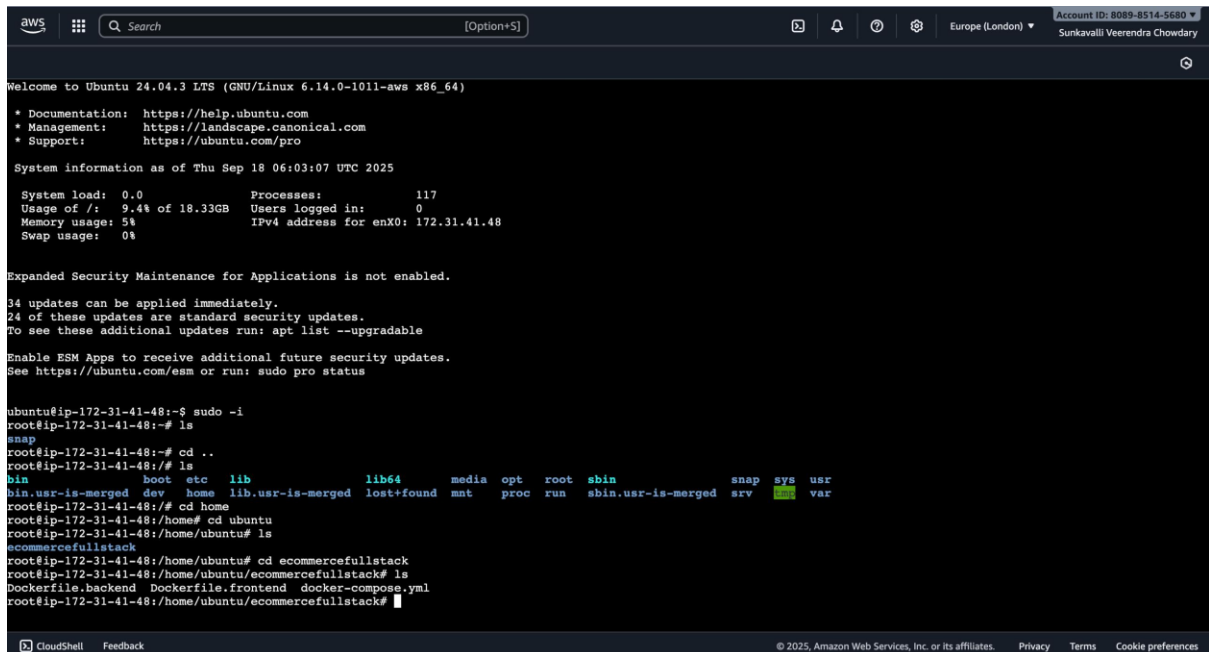 aws Search [Option+S] Europe (London) Account ID: 8089-8514-5680
Sunkavalli Veerendra Chowdary
Welcome to Ubuntu 24.04.3 LTS (GNU/Linux 6.14.0-1011-aws x86_64)
* Documentation: https://help.ubuntu.com
* Management: https://landscape.canonical.com
* Support: https://ubuntu.com/pro
System information as of Thu Sep 18 06:03:07 UTC 2025
System load: 0.0 Processes: 117
Usage of /: 9.4% of 18.33GB Users logged in: 0
Memory usage: 5% IPv4 address for enX0: 172.31.41.48
Swap usage: 0%
Expanded Security Maintenance for Applications is not enabled.
34 updates can be applied immediately.
24 of these updates are standard security updates.
To see these additional updates run: apt list --upgradable
Enable ESM Apps to receive additional future security updates.
See https://ubuntu.com/esm or run: sudo pro status
ubuntu@ip-172-31-41-48:~$ sudo -i
root@ip-172-31-41-48:~# ls
snap
root@ip-172-31-41-48:~# cd ..
root@ip-172-31-41-48:/# ls
bin boot etc lib lib64 media opt root sbin snap sys usr
bin.usr-is-merged dev home lib.usr-is-merged lost+found mnt proc run sbin.usr-is-merged srv tmp var
root@ip-172-31-41-48:/# cd home
root@ip-172-31-41-48:/home# cd ubuntu
root@ip-172-31-41-48:/home/ubuntu# ls
ecommercefullstack
root@ip-172-31-41-48:/home/ubuntu# cd ecommercefullstack
root@ip-172-31-41-48:/home/ubuntu/ecommercefullstack# ls
Dockerfile.backend Dockerfile.frontend docker-compose.yml
root@ip-172-31-41-48:/home/ubuntu/ecommercefullstack#
CloudShell Feedback © 2025, Amazon Web Services, Inc. or its affiliates. Privacy Terms Cookie preferences